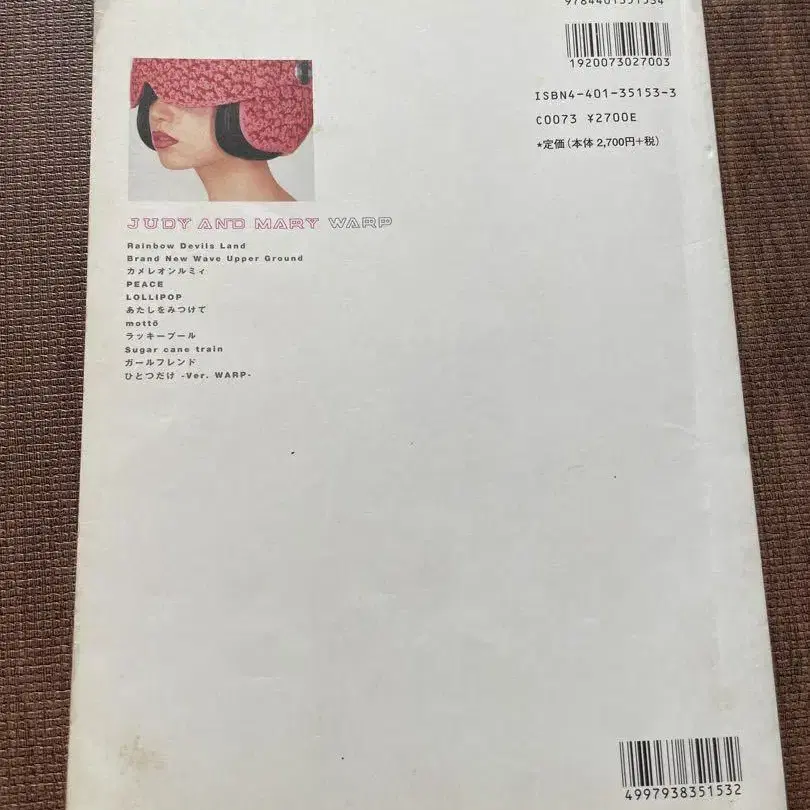 9784401351534
1920073027003
ISBN4-401-35153-3
C0073 ¥2700E
*定価(本体 2,700円+税)
JUDY AND MARY WARP
Rainbow Devils Land
Brand New Wave Upper Ground
カメレオンルミィ
PEACE
LOLLIPOP
あたしをみつけて
mottö
ラッキープール
Sugar cane train
ガールフレンド
ひとつだけ -Ver. WARP-
4997938351532